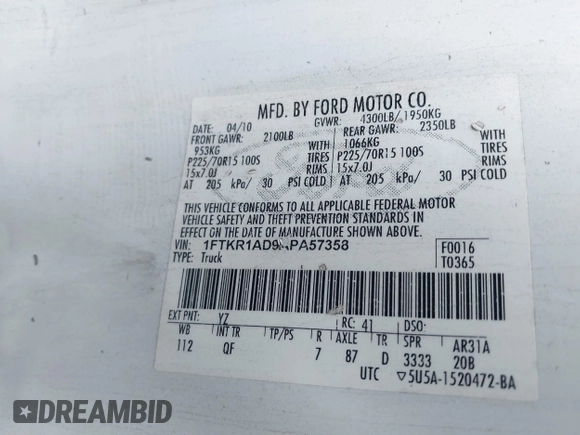 MFD. BY FORD MOTOR CO.
DATE: 04/10 GVWR: 4300LB/ 1950KG
FRONT GAWR: 2100LB REAR GAWR: 2350LB
953KG WITH 1066KG WITH
P225/70R15 100S TIRES P225/70R15 100S TIRES
15x7.0J RIMS 15x7.0J RIMS
AT 205 kPa/ 30 PSI COLD AT 205 kPa/ 30 PSI COLD
THIS VEHICLE CONFORMS TO ALL APPLICABLE FEDERAL MOTOR
VEHICLE SAFETY AND THEFT PREVENTION STANDARDS IN
EFFECT ON THE DATE OF MANUFACTURE SHOWN ABOVE.
VIN: F0016
TYPE: Truck T0365
EXT PNT: YZ RC: 41 DSO:
WB INT TR TP/PS R AXLE TR SPR AR31A
112 QF 7 87 D 3333 20B
UTC ▽5U5A-1520472-BA
DREAMBID